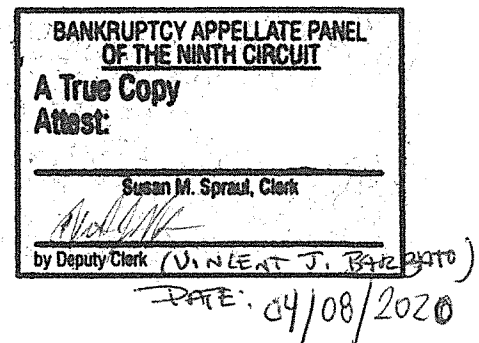 BANKRUPTCY APPELLATE PANEL
OF THE NINTH CIRCUIT
A True Copy
Attest:
Susan M. Spraul, Clerk
by Deputy Clerk (VINCENT J. BARBATO)
DATE: 04/08/2020